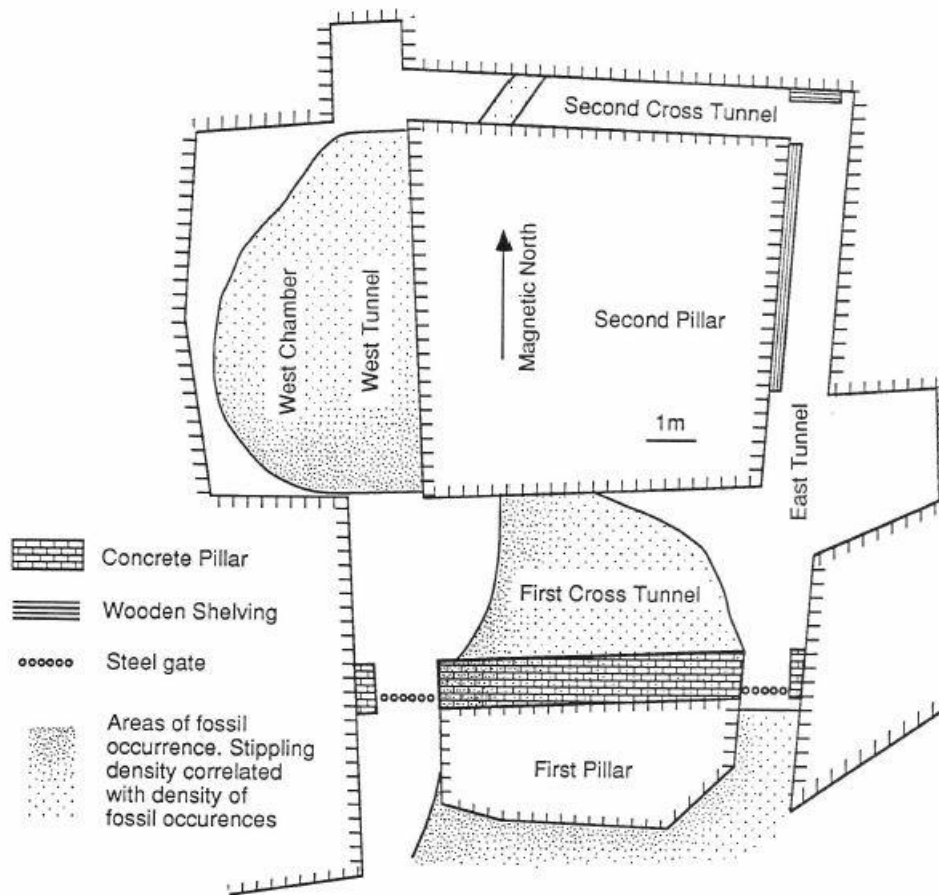 Second Cross Tunnel
West Chamber
West Tunnel
Magnetic North
Second Pillar
1m
East Tunnel
First Cross Tunnel
First Pillar
Concrete Pillar
Wooden Shelving
Steel gate
Areas of fossil
occurrence. Stippling
density correlated
with density of
fossil occurences